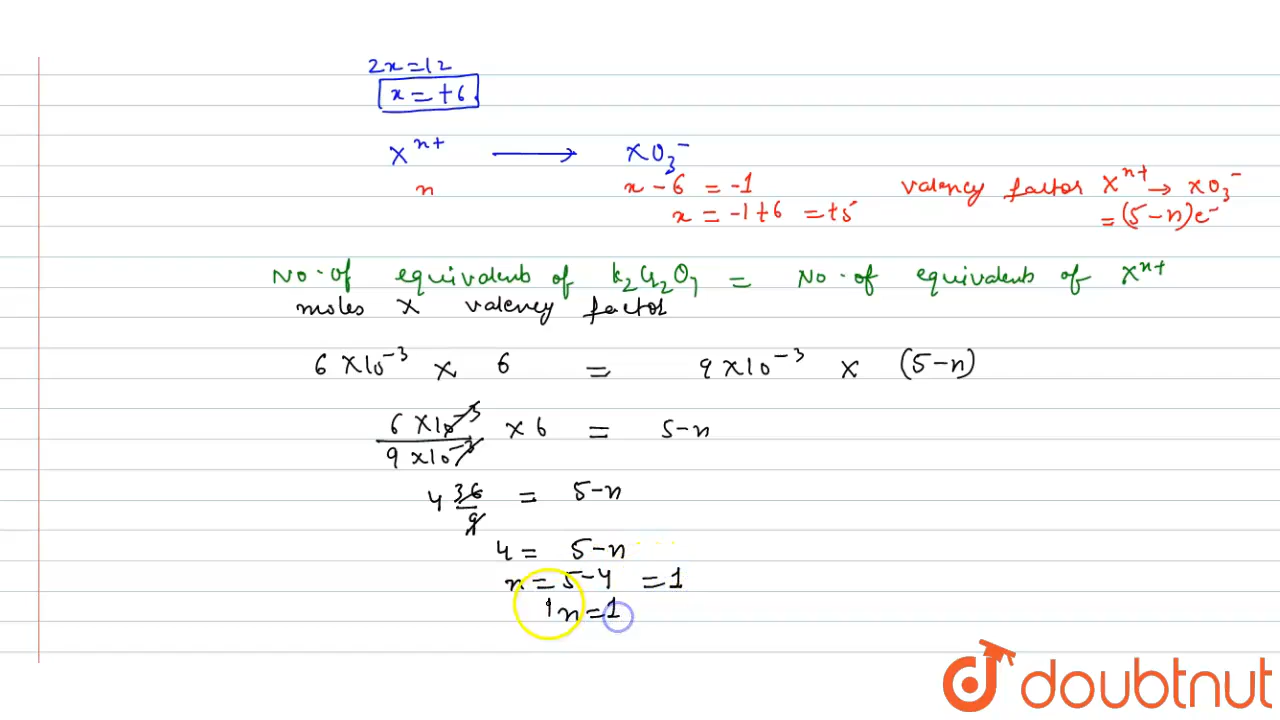 2x=12
x=+6
X^n+ ⟶ XO₃⁻
n x-6 = -1 valency factor X^n+ → XO₃⁻
x = -1+6 = +5 = (5-n)e⁻
No. of equivalents of K₂Cr₂O₇ = No. of equivalents of X^n+
moles × valency factor
6×10⁻³ × 6 = 9×10⁻³ × (5-n)
6×10⁻³/9×10⁻³ × 6 = 5-n
4 36/9 = 5-n
4 = 5-n
n = 5-4 = 1
n=1
doubtnut